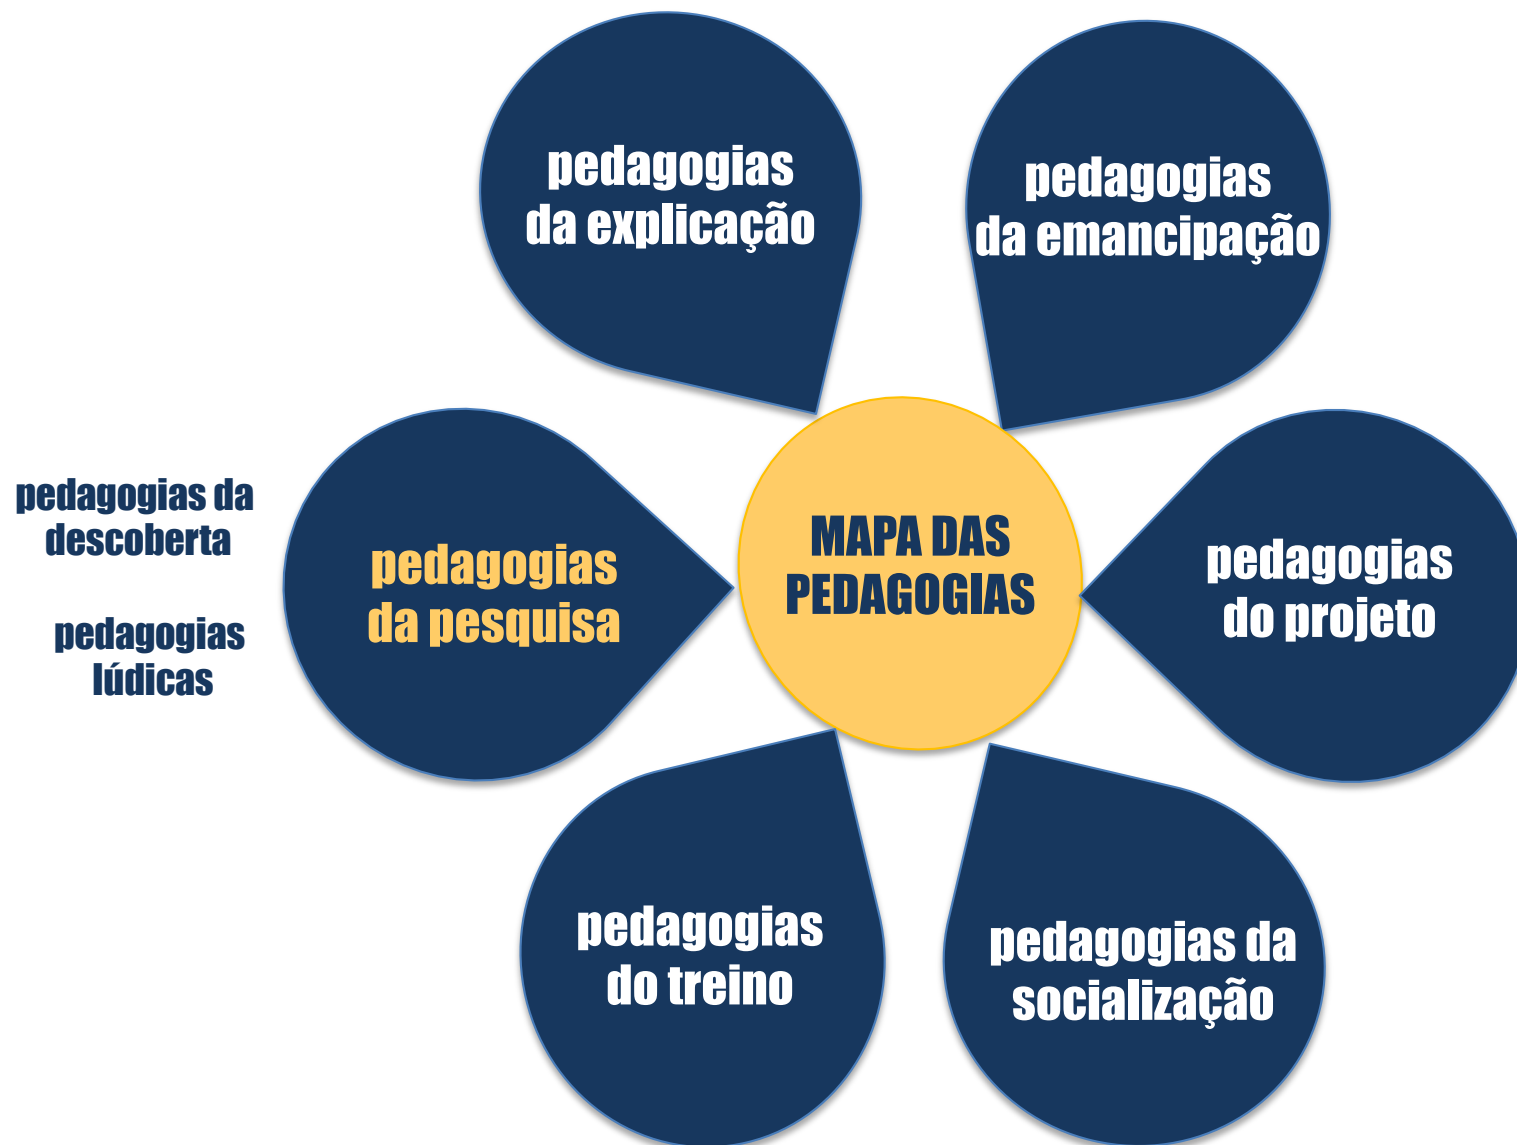 pedagogias
da explicação
pedagogias
da emancipação
pedagogias da
descoberta
pedagogias
lúdicas
pedagogias
da pesquisa
MAPA DAS
PEDAGOGIAS
pedagogias
do projeto
pedagogias
do treino
pedagogias da
socialização